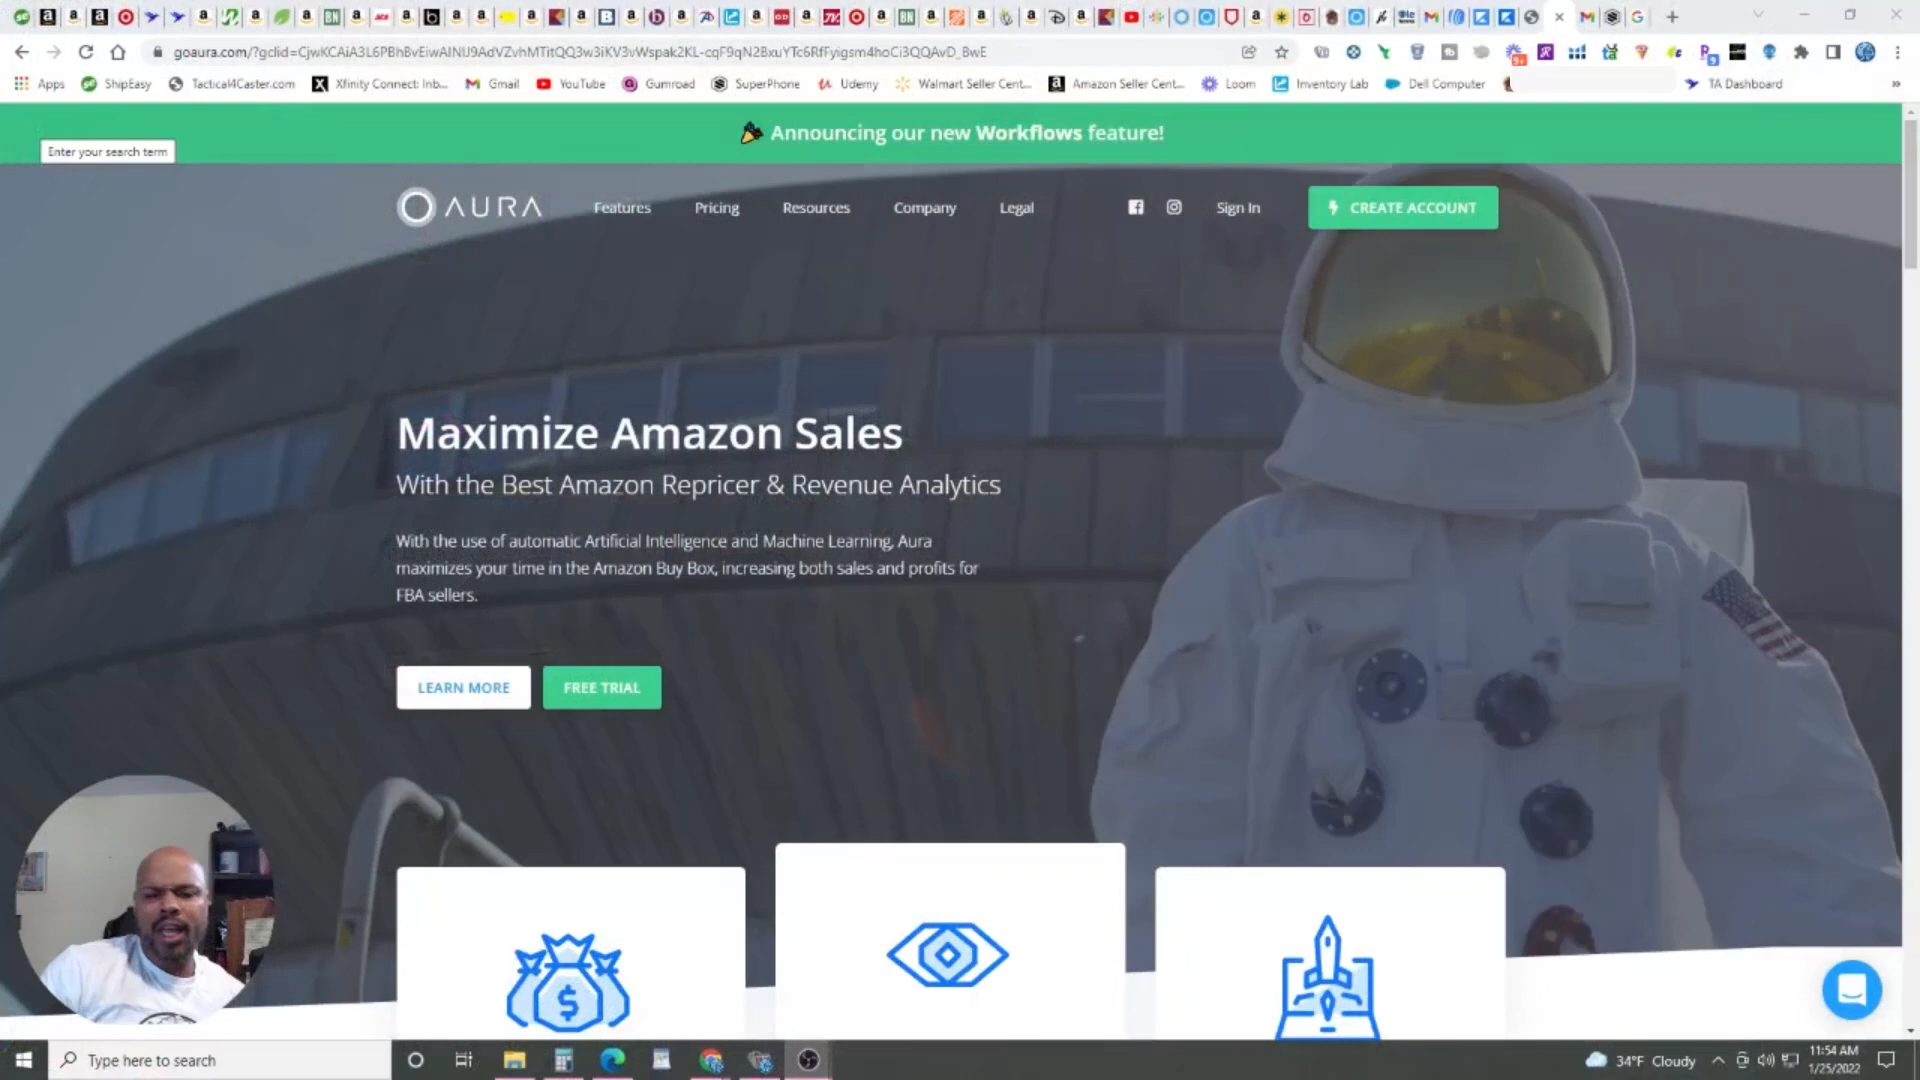 goaura.com/?gclid=CjwKCAiA3L6PBhBvEiwAlNlJ9AdVZvhMTitQQ3w3iKV3vWspak2KL-cqF9qN2BxuYTc6RfFyigsm4hoCi3QQAvD_BwE
Apps ShipEasy Tactical4Caster.com Xfinity Connect: Inb... Gmail YouTube Gumroad SuperPhone Udemy Walmart Seller Cent... Amazon Seller Cent... Loom Inventory Lab Dell Computer TA Dashboard
Announcing our new Workflows feature!
Enter your search term
AURA Features Pricing Resources Company Legal Sign In CREATE ACCOUNT
Maximize Amazon Sales
With the Best Amazon Repricer & Revenue Analytics
With the use of automatic Artificial Intelligence and Machine Learning, Aura
maximizes your time in the Amazon Buy Box, increasing both sales and profits for
FBA sellers.
LEARN MORE FREE TRIAL
Type here to search
34°F Cloudy
11:54 AM
1/25/2022